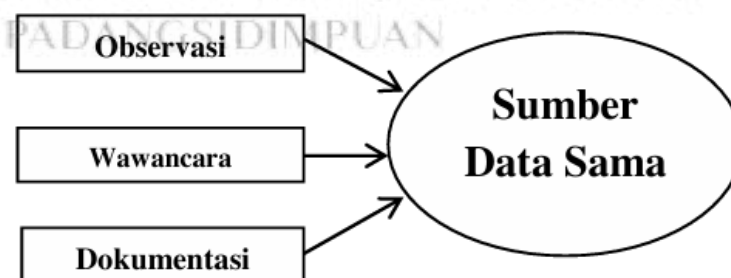 PADANGSIDIMPUAN
Observasi
Wawancara
Dokumentasi
Sumber
Data Sama